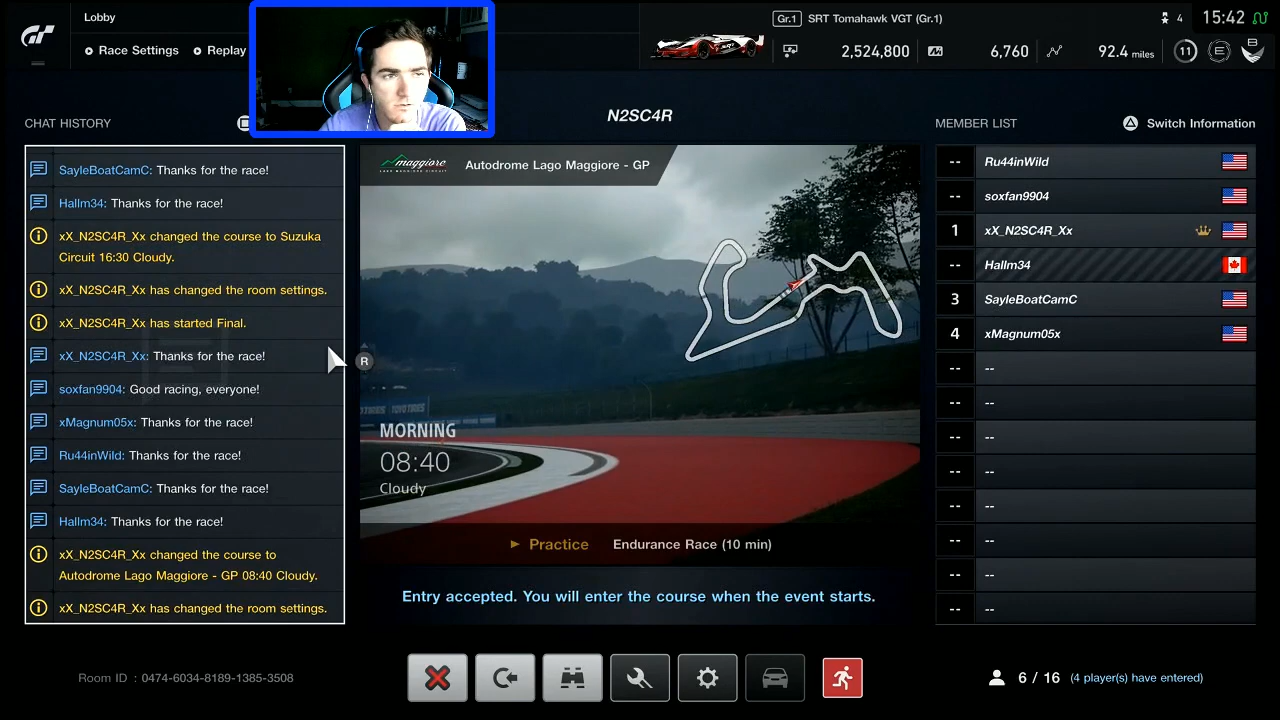 Lobby
Race Settings
Replay
Gr.1 SRT Tomahawk VGT (Gr.1)
4
15:42
2,524,800
6,760
92.4 miles
11
E
B
CHAT HISTORY
N2SC4R
MEMBER LIST
Switch Information
SayleBoatCamC: Thanks for the race!
Hallm34: Thanks for the race!
xX_N2SC4R_Xx changed the course to Suzuka
Circuit 16:30 Cloudy.
xX_N2SC4R_Xx has changed the room settings.
xX_N2SC4R_Xx has started Final.
xX_N2SC4R_Xx: Thanks for the race!
soxfan9904: Good racing, everyone!
xMagnum05x: Thanks for the race!
Ru44inWild: Thanks for the race!
SayleBoatCamC: Thanks for the race!
Hallm34: Thanks for the race!
xX_N2SC4R_Xx changed the course to
Autodrome Lago Maggiore - GP 08:40 Cloudy.
xX_N2SC4R_Xx has changed the room settings.
R
maggiore
LAGO MAGGIORE CIRCUIT
Autodrome Lago Maggiore - GP
TOYO TIRES
MORNING
08:40
Cloudy
Practice Endurance Race (10 min)
Entry accepted. You will enter the course when the event starts.
-- Ru44inWild
-- soxfan9904
1 xX_N2SC4R_Xx
-- Hallm34
3 SayleBoatCamC
4 xMagnum05x
-- --
-- --
-- --
-- --
-- --
-- --
-- --
-- --
Room ID : 0474-6034-8189-1385-3508
6 / 16 (4 player(s) have entered)